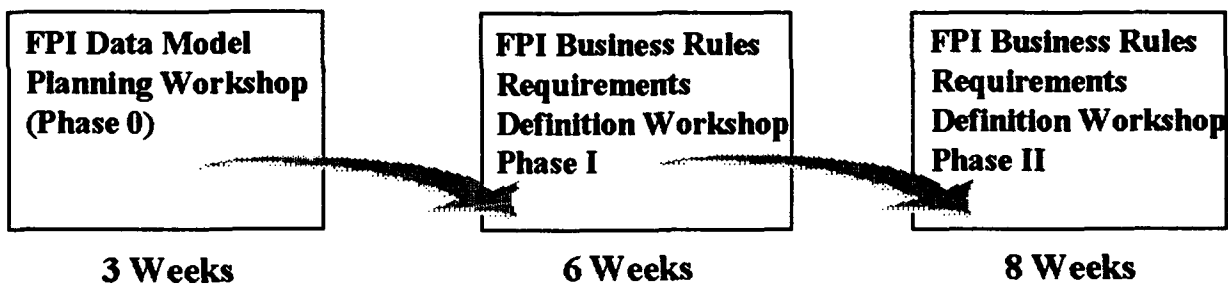 FPI Data Model
Planning Workshop
(Phase 0)
3 Weeks
FPI Business Rules
Requirements
Definition Workshop
Phase I
6 Weeks
FPI Business Rules
Requirements
Definition Workshop
Phase II
8 Weeks